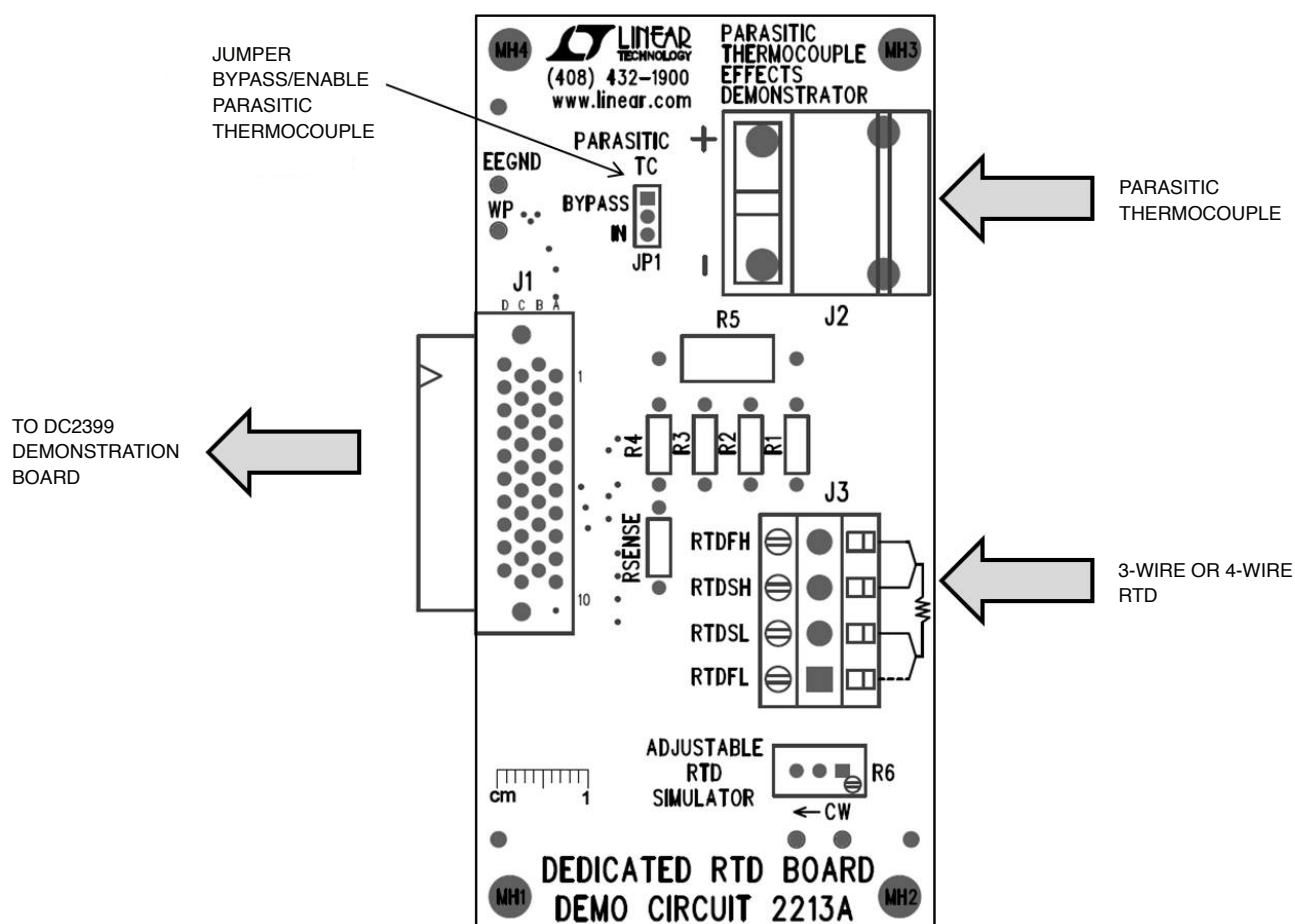 JUMPER
BYPASS/ENABLE
PARASITIC
THERMOCOUPLE
MH4
LINEAR
TECHNOLOGY
(408) 432-1900
www.linear.com
PARASITIC
THERMOCOUPLE
EFFECTS
DEMONSTRATOR
MH3
PARASITIC
TC
+
EEGND
BYPASS
WP
IN
JP1
-
PARASITIC
THERMOCOUPLE
J1
D C B A
J2
R5
1
R4
R3
R2
R1
TO DC2399
DEMONSTRATION
BOARD
J3
RSENSE
RTDFH
RTDSH
RTDSL
RTDFL
10
3-WIRE OR 4-WIRE
RTD
ADJUSTABLE
RTD
SIMULATOR
R6
← CW
cm 1
DEDICATED RTD BOARD
DEMO CIRCUIT 2213A
MH1
MH2